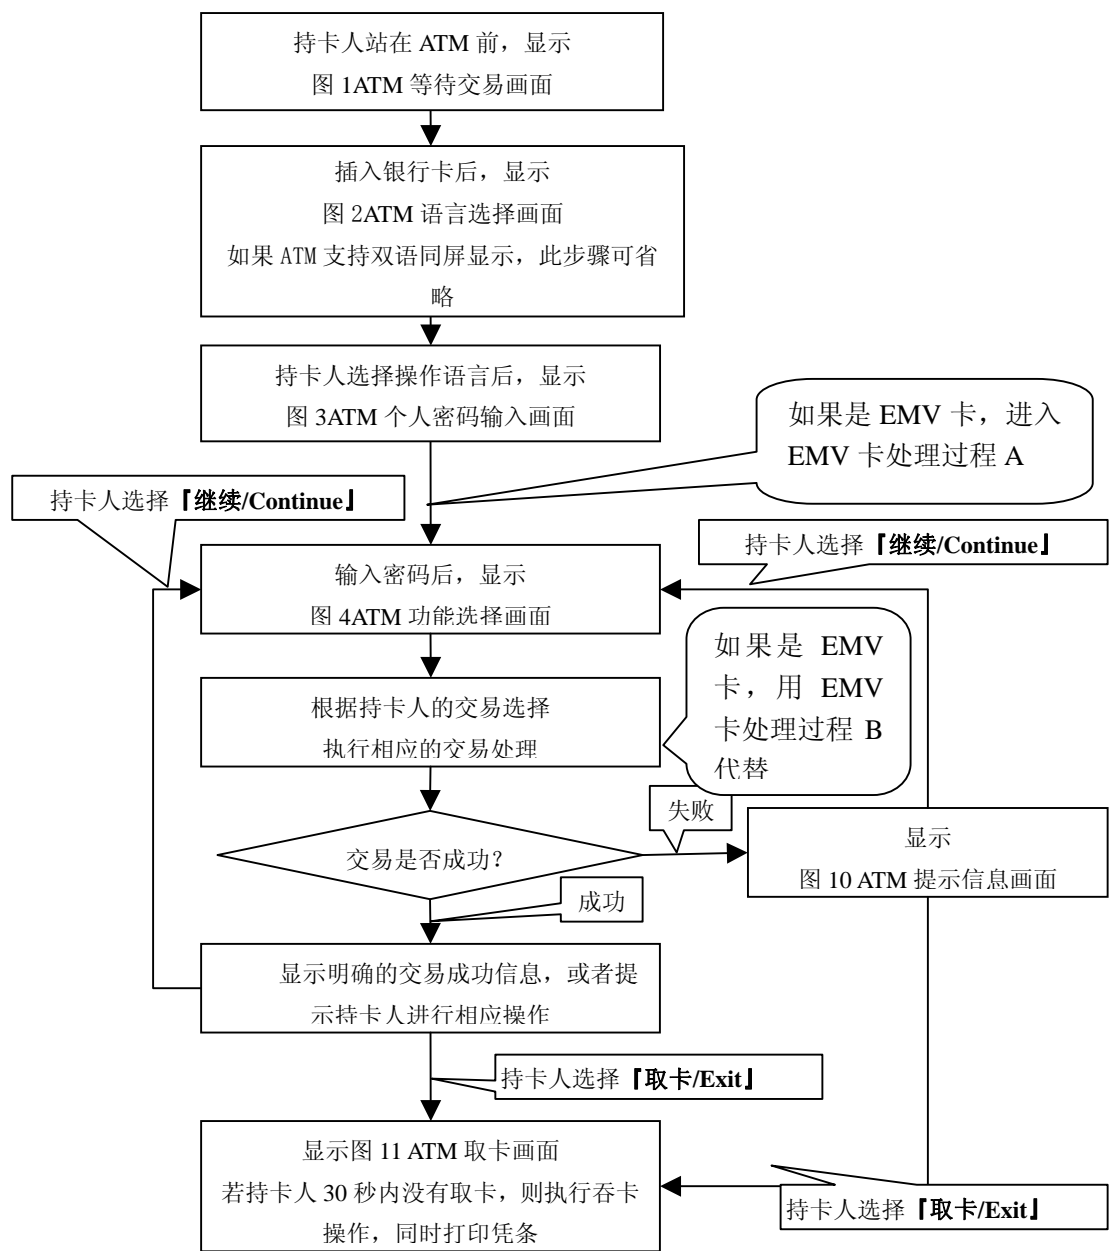 持卡人站在 ATM 前，显示
图 1ATM 等待交易画面
插入银行卡后，显示
图 2ATM 语言选择画面
如果 ATM 支持双语同屏显示，此步骤可省
略
持卡人选择操作语言后，显示
图 3ATM 个人密码输入画面
如果是 EMV 卡，进入
EMV 卡处理过程 A
持卡人选择『继续/Continue』
持卡人选择『继续/Continue』
输入密码后，显示
图 4ATM 功能选择画面
如果是 EMV
卡，用 EMV
卡处理过程 B
代替
根据持卡人的交易选择
执行相应的交易处理
失败
交易是否成功？
显示
图 10 ATM 提示信息画面
成功
显示明确的交易成功信息，或者提
示持卡人进行相应操作
持卡人选择『取卡/Exit』
显示图 11 ATM 取卡画面
若持卡人 30 秒内没有取卡，则执行吞卡
操作，同时打印凭条
持卡人选择『取卡/Exit』